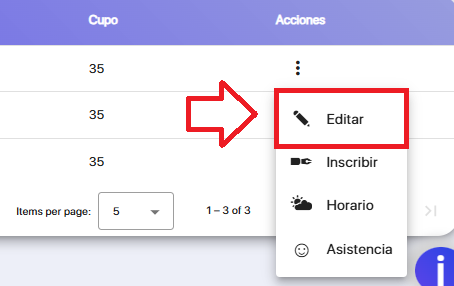 Cupo Acciones
35
35 Editar
35 Inscribir
Items per page: 5 1 – 3 of 3 Horario
Asistencia
i